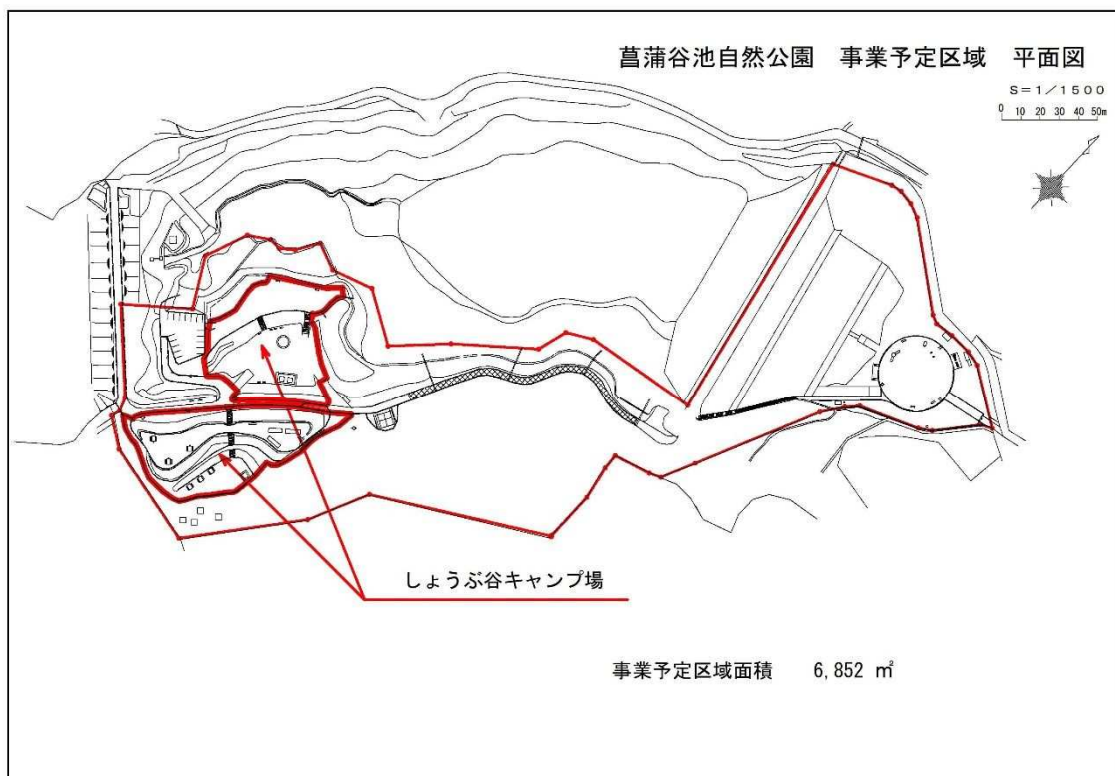 菖蒲谷池自然公園　事業予定区域　平面図
S＝1／1500
0 10 20 30 40 50m
しょうぶ谷キャンプ場
事業予定区域面積　6,852 ㎡